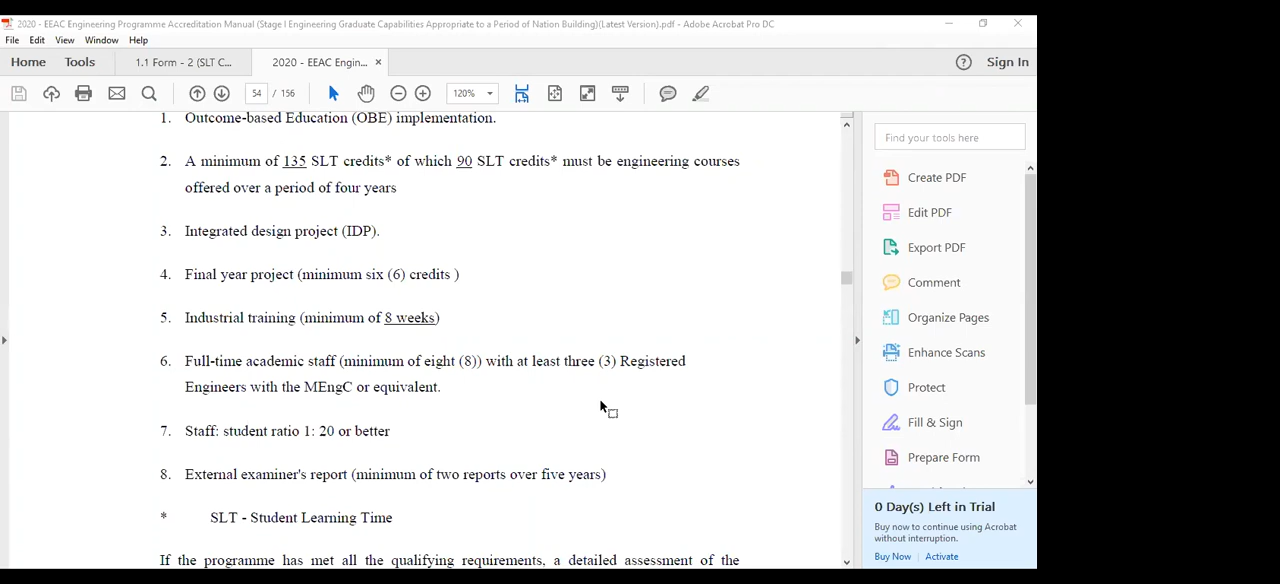 2020 - EEAC Engineering Programme Accreditation Manual (Stage I Engineering Graduate Capabilities Appropriate to a Period of Nation Building)(Latest Version).pdf - Adobe Acrobat Pro DC
File Edit View Window Help
Home Tools 1.1 Form - 2 (SLT C... 2020 - EEAC Engin... × Sign In
54 / 156 120%
1. Outcome-based Education (OBE) implementation.
2. A minimum of 135 SLT credits* of which 90 SLT credits* must be engineering courses
offered over a period of four years
3. Integrated design project (IDP).
4. Final year project (minimum six (6) credits )
5. Industrial training (minimum of 8 weeks)
6. Full-time academic staff (minimum of eight (8)) with at least three (3) Registered
Engineers with the MEngC or equivalent.
7. Staff: student ratio 1: 20 or better
8. External examiner's report (minimum of two reports over five years)
* SLT - Student Learning Time
If the programme has met all the qualifying requirements, a detailed assessment of the
Find your tools here
Create PDF
Edit PDF
Export PDF
Comment
Organize Pages
Enhance Scans
Protect
Fill & Sign
Prepare Form
0 Day(s) Left in Trial
Buy now to continue using Acrobat
without interruption.
Buy Now Activate